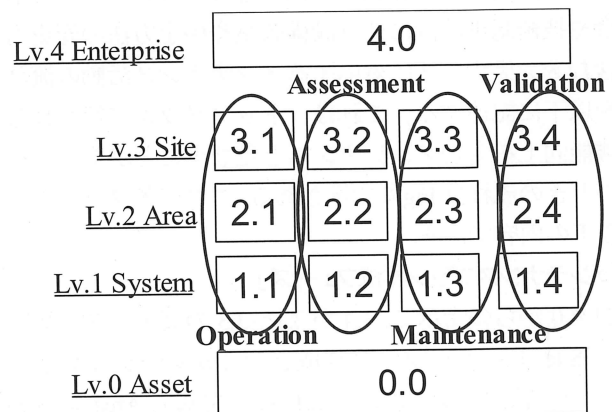 Lv.4 Enterprise 4.0
Assessment Validation
Lv.3 Site 3.1 3.2 3.3 3.4
Lv.2 Area 2.1 2.2 2.3 2.4
Lv.1 System 1.1 1.2 1.3 1.4
Operation Maintenance
Lv.0 Asset 0.0